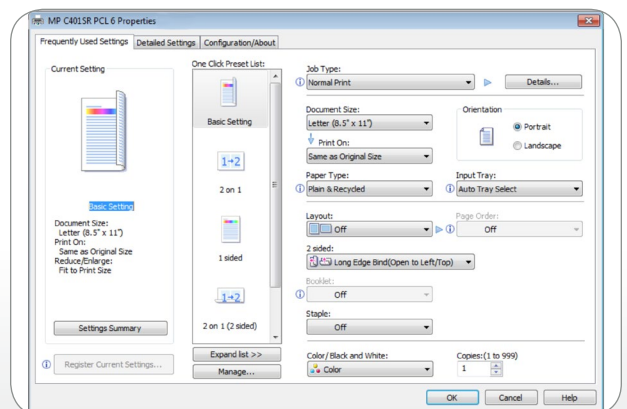 MP C401SR PCL 6 Properties
Frequently Used Settings
Detailed Settings
Configuration/About
Current Setting
Basic Setting
Document Size:
Letter (8.5" x 11")
Print On:
Same as Original Size
Reduce/Enlarge:
Fit to Print Size
Settings Summary
Register Current Settings...
One Click Preset List:
Basic Setting
1→2
2 on 1
1 sided
1→2
2 on 1 (2 sided)
Expand list >>
Manage...
Job Type:
Normal Print
Details...
Document Size:
Letter (8.5" x 11")
Print On:
Same as Original Size
Orientation
Portrait
Landscape
Paper Type:
Plain & Recycled
Input Tray:
Auto Tray Select
Layout:
Off
Page Order:
Off
2 sided:
Long Edge Bind(Open to Left/Top)
Booklet:
Off
Staple:
Off
Color/Black and White:
Color
Copies:(1 to 999)
1
OK
Cancel
Help